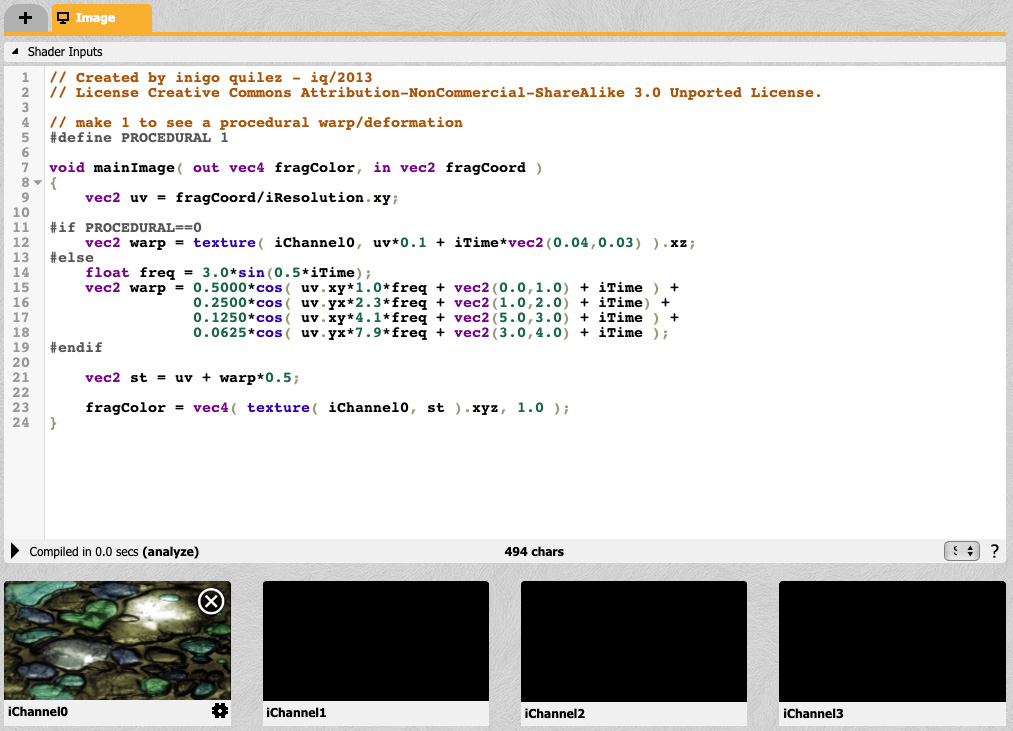 + Image
Shader Inputs
1 // Created by inigo quilez - iq/2013
2 // License Creative Commons Attribution-NonCommercial-ShareAlike 3.0 Unported License.
3
4 // make 1 to see a procedural warp/deformation
5 #define PROCEDURAL 1
6
7 void mainImage( out vec4 fragColor, in vec2 fragCoord )
8 {
9     vec2 uv = fragCoord/iResolution.xy;
10
11 #if PROCEDURAL==0
12     vec2 warp = texture( iChannel0, uv*0.1 + iTime*vec2(0.04,0.03) ).xz;
13 #else
14     float freq = 3.0*sin(0.5*iTime);
15     vec2 warp = 0.5000*cos( uv.xy*1.0*freq + vec2(0.0,1.0) + iTime ) +
16                 0.2500*cos( uv.yx*2.3*freq + vec2(1.0,2.0) + iTime) +
17                 0.1250*cos( uv.xy*4.1*freq + vec2(5.0,3.0) + iTime ) +
18                 0.0625*cos( uv.yx*7.9*freq + vec2(3.0,4.0) + iTime );
19 #endif
20
21     vec2 st = uv + warp*0.5;
22
23     fragColor = vec4( texture( iChannel0, st ).xyz, 1.0 );
24 }
Compiled in 0.0 secs (analyze) 494 chars ?
iChannel0 iChannel1 iChannel2 iChannel3